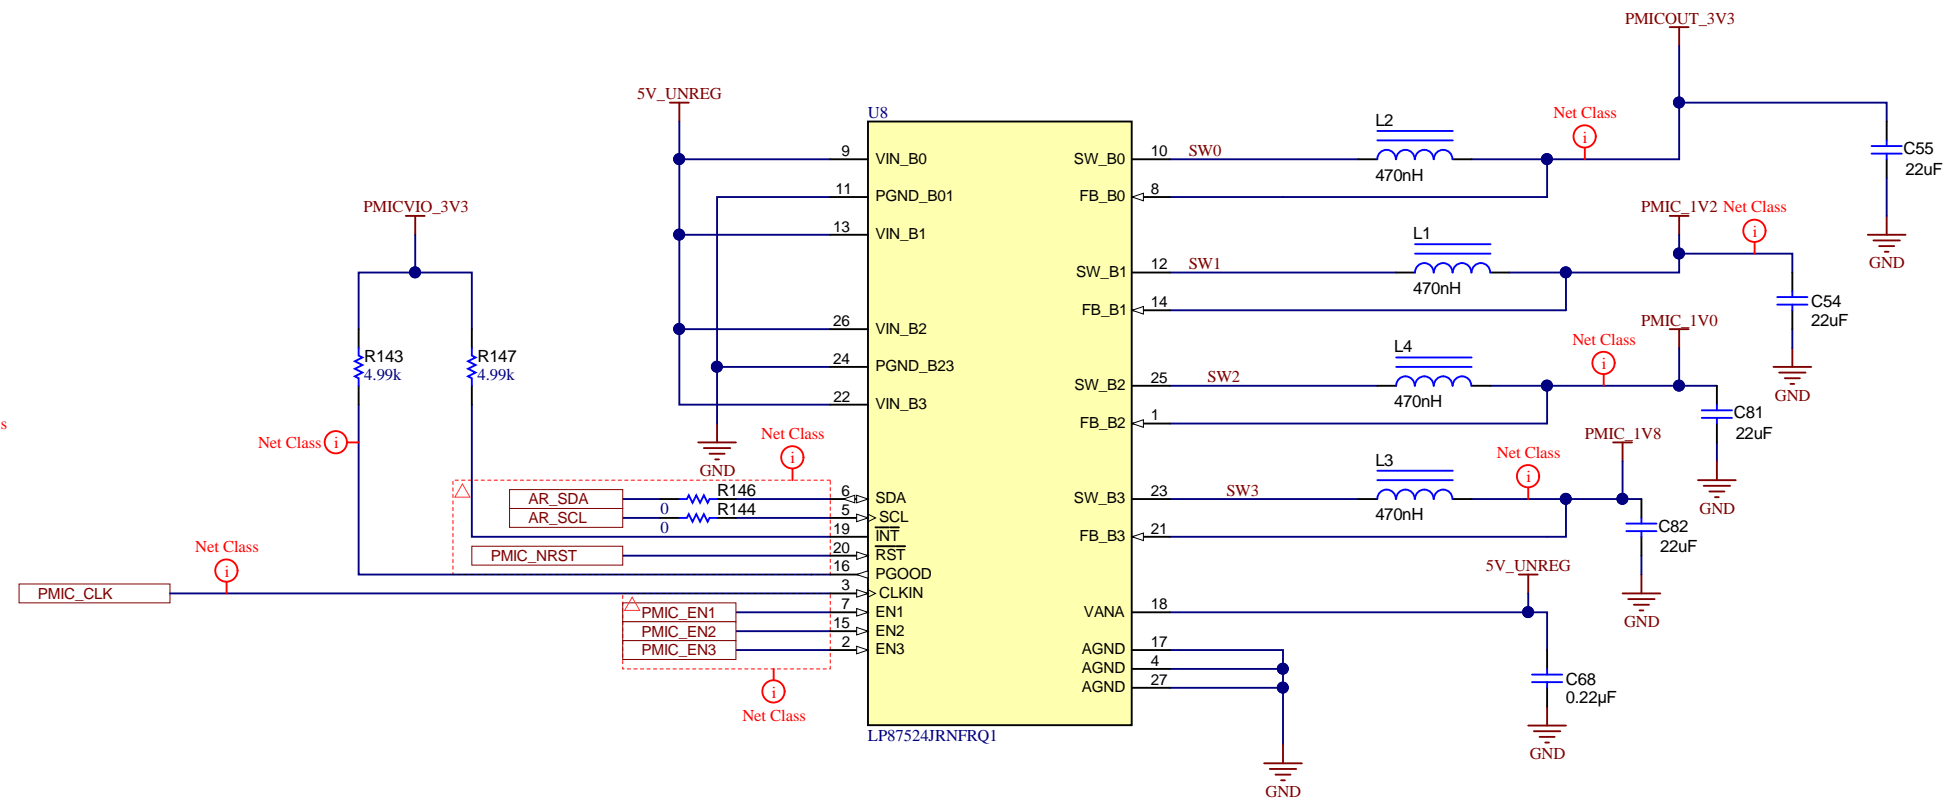 PMICOUT_3V3
5V_UNREG
U8
Net Class
L2
470nH
C55
22uF
GND
9 VIN_B0
11 PGND_B01
13 VIN_B1
26 VIN_B2
24 PGND_B23
22 VIN_B3
GND
SW_B0 10 SW0
FB_B0 8
PMICVIO_3V3
PMIC_1V2 Net Class
L1
470nH
SW_B1 12 SW1
FB_B1 14
C54
22uF
GND
PMIC_1V0
Net Class
L4
470nH
SW_B2 25 SW2
FB_B2 1
C81
22uF
GND
R143
4.99k
R147
4.99k
s
Net Class
Net Class
PMIC_1V8
Net Class
L3
470nH
SW_B3 23 SW3
FB_B3 21
C82
22uF
GND
AR_SDA R146 6 SDA
0
AR_SCL R144 5 SCL
0
19 INT
PMIC_NRST 20 RST
16 PGOOD
Net Class
PMIC_CLK 3 CLKIN
PMIC_EN1 7 EN1
PMIC_EN2 15 EN2
PMIC_EN3 2 EN3
Net Class
5V_UNREG
VANA 18
AGND 17
AGND 4
AGND 27
C68
0.22µF
GND
GND
LP87524JRNFRQ1